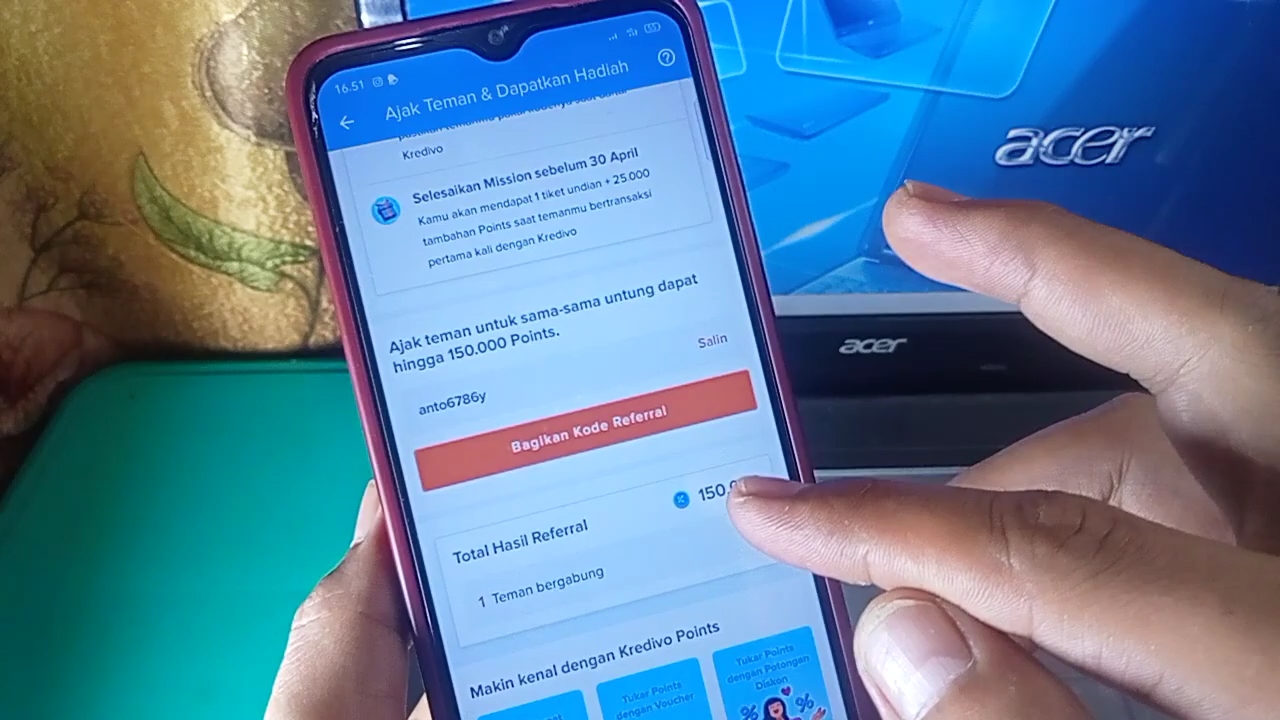 16.51
55
Ajak Teman & Dapatkan Hadiah
Kredivo
Selesaikan Mission sebelum 30 April
Kamu akan mendapat 1 tiket undian + 25.000
tambahan Points saat temanmu bertransaksi
pertama kali dengan Kredivo
Ajak teman untuk sama-sama untung dapat
hingga 150.000 Points.
anto6786y
Salin
Bagikan Kode Referral
Total Hasil Referral
150.
1 Teman bergabung
Makin kenal dengan Kredivo Points
Tukar Points
dengan Voucher
Tukar Points
dengan Potongan
Diskon
acer
acer